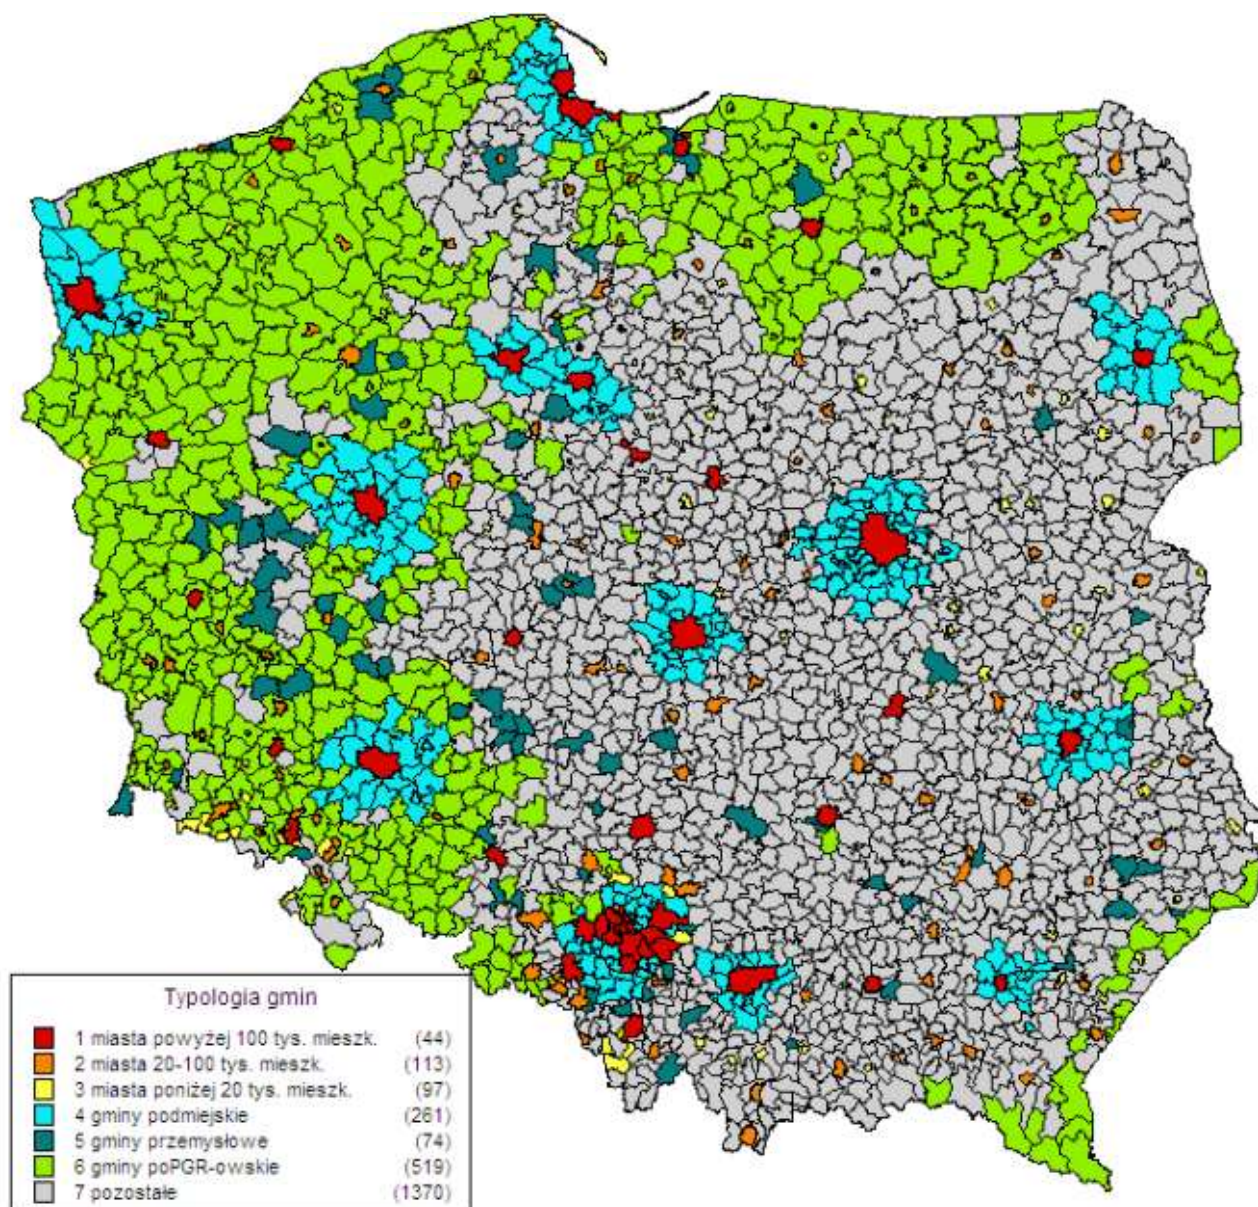 Typologia gmin
1 miasta powyżej 100 tys. mieszk. (44)
2 miasta 20-100 tys. mieszk. (113)
3 miasta poniżej 20 tys. mieszk. (97)
4 gminy podmiejskie (261)
5 gminy przemysłowe (74)
6 gminy poPGR-owskie (519)
7 pozostałe (1370)